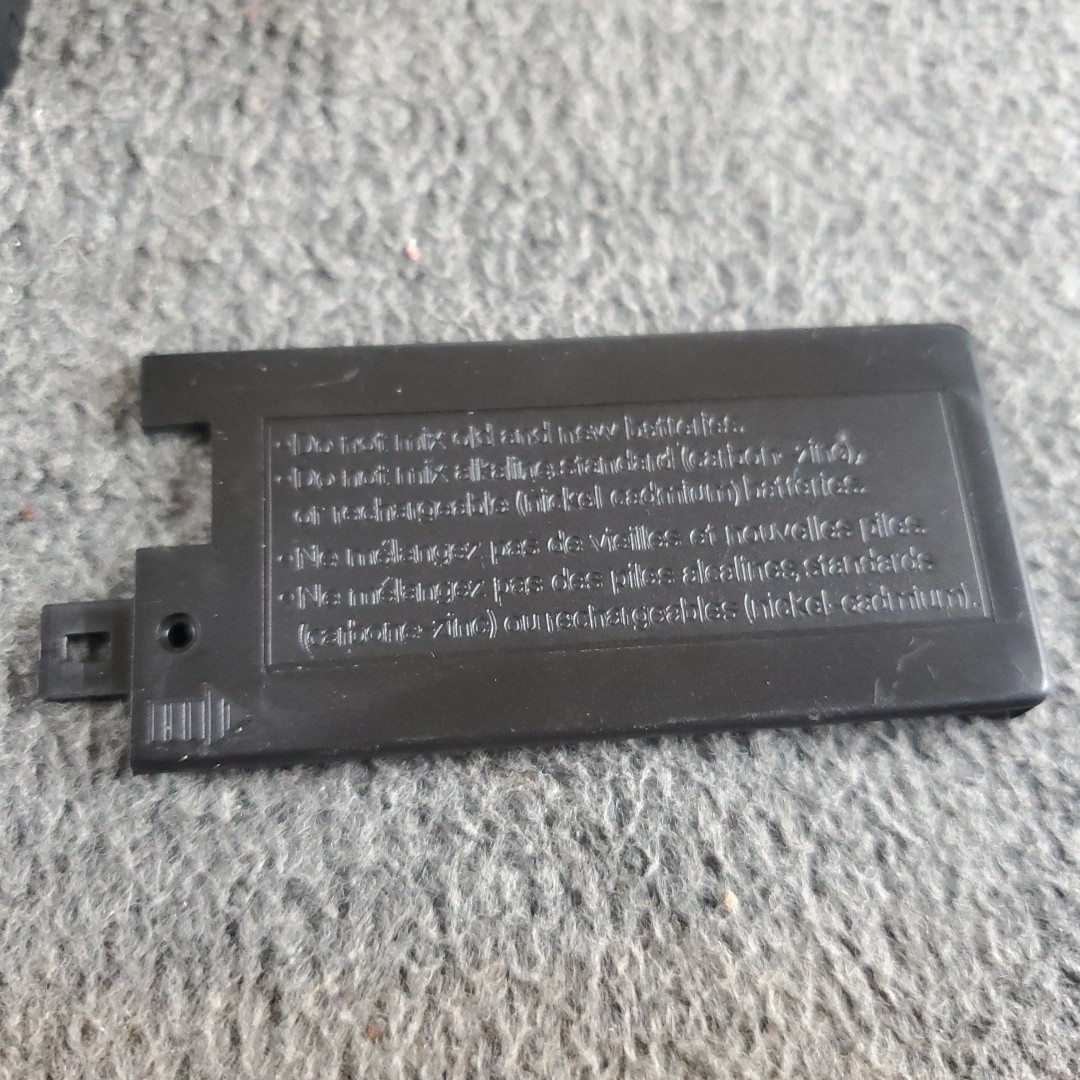 •Do not mix old and new batteries.
•Do not mix alkaline, standard (carbon- zinc),
or rechargeable (nickel cadmium) batteries.
•Ne mélangez pas de vieilles et nouvelles piles.
•Ne mélangez pas des piles alcalines, standards
(carbone-zinc) ou rechargeables (nickel-cadmium).